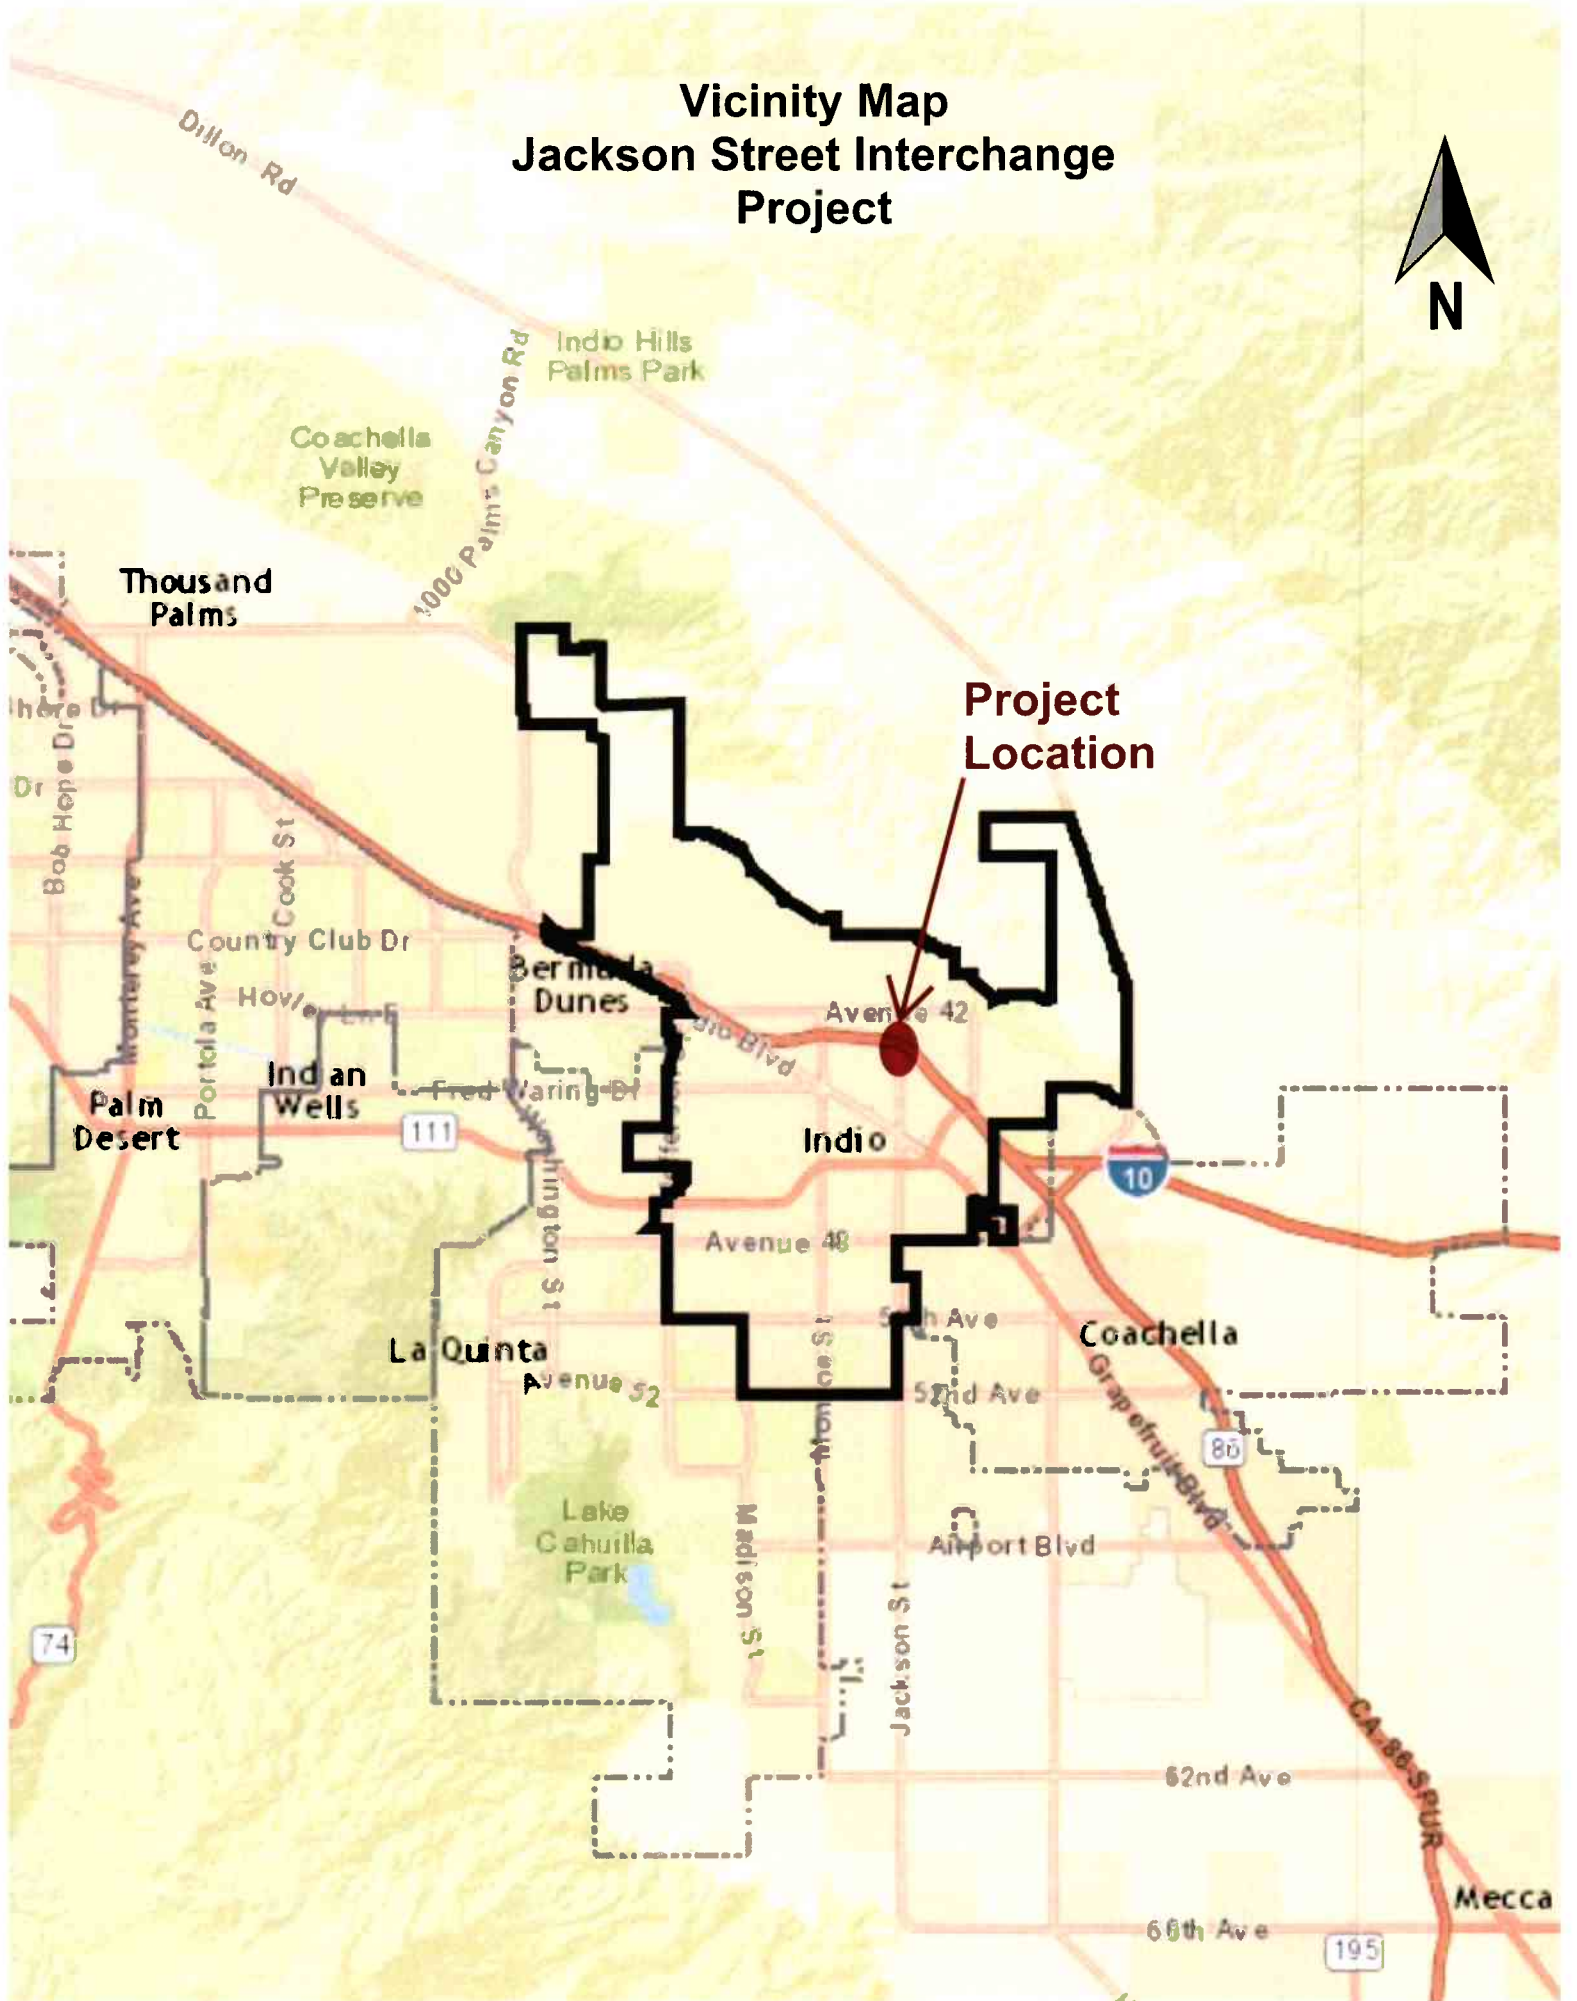 Vicinity Map
Jackson Street Interchange
Project
N
Dillon Rd
Indio Hills
Palms Park
1000 Palms Canyon Rd
Coachella
Valley
Preserve
Thousand
Palms
Project
Location
Dr
Bob Hope Dr
Cook St
Monterey Ave
Country Club Dr
Portola Ave
Bermuda
Dunes
Avenue 42
Blvd
Indian
Wells
Fred Waring Dr
Palm
Desert
111
Indio
10
Washington St
Avenue 48
Ave
La Quinta
Avenue 52
Coachella
52nd Ave
Grapefruit Blvd
86
Lake
Cahuilla
Park
Madison St
Airport Blvd
74
Jackson St
CA-86 SPUR
62nd Ave
Mecca
66th Ave
195